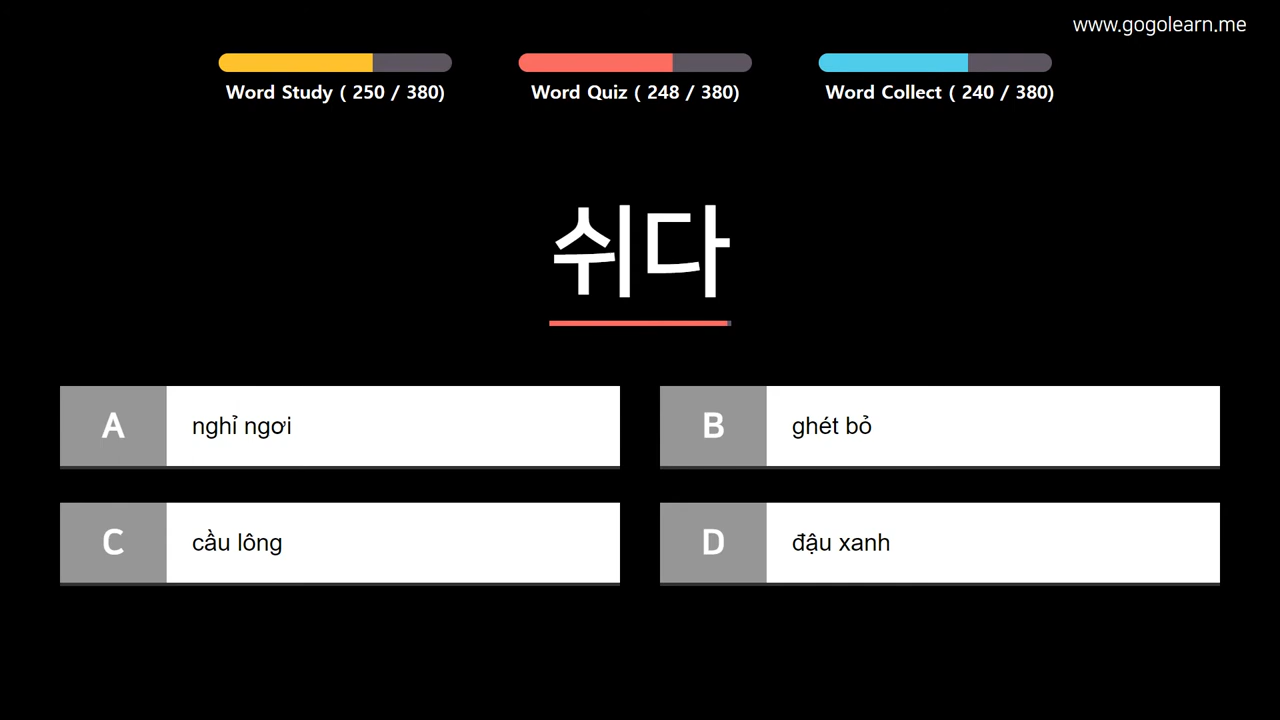 www.gogolearn.me
Word Study ( 250 / 380)
Word Quiz ( 248 / 380)
Word Collect ( 240 / 380)
쉬다
A nghỉ ngơi
B ghét bỏ
C cầu lông
D đậu xanh